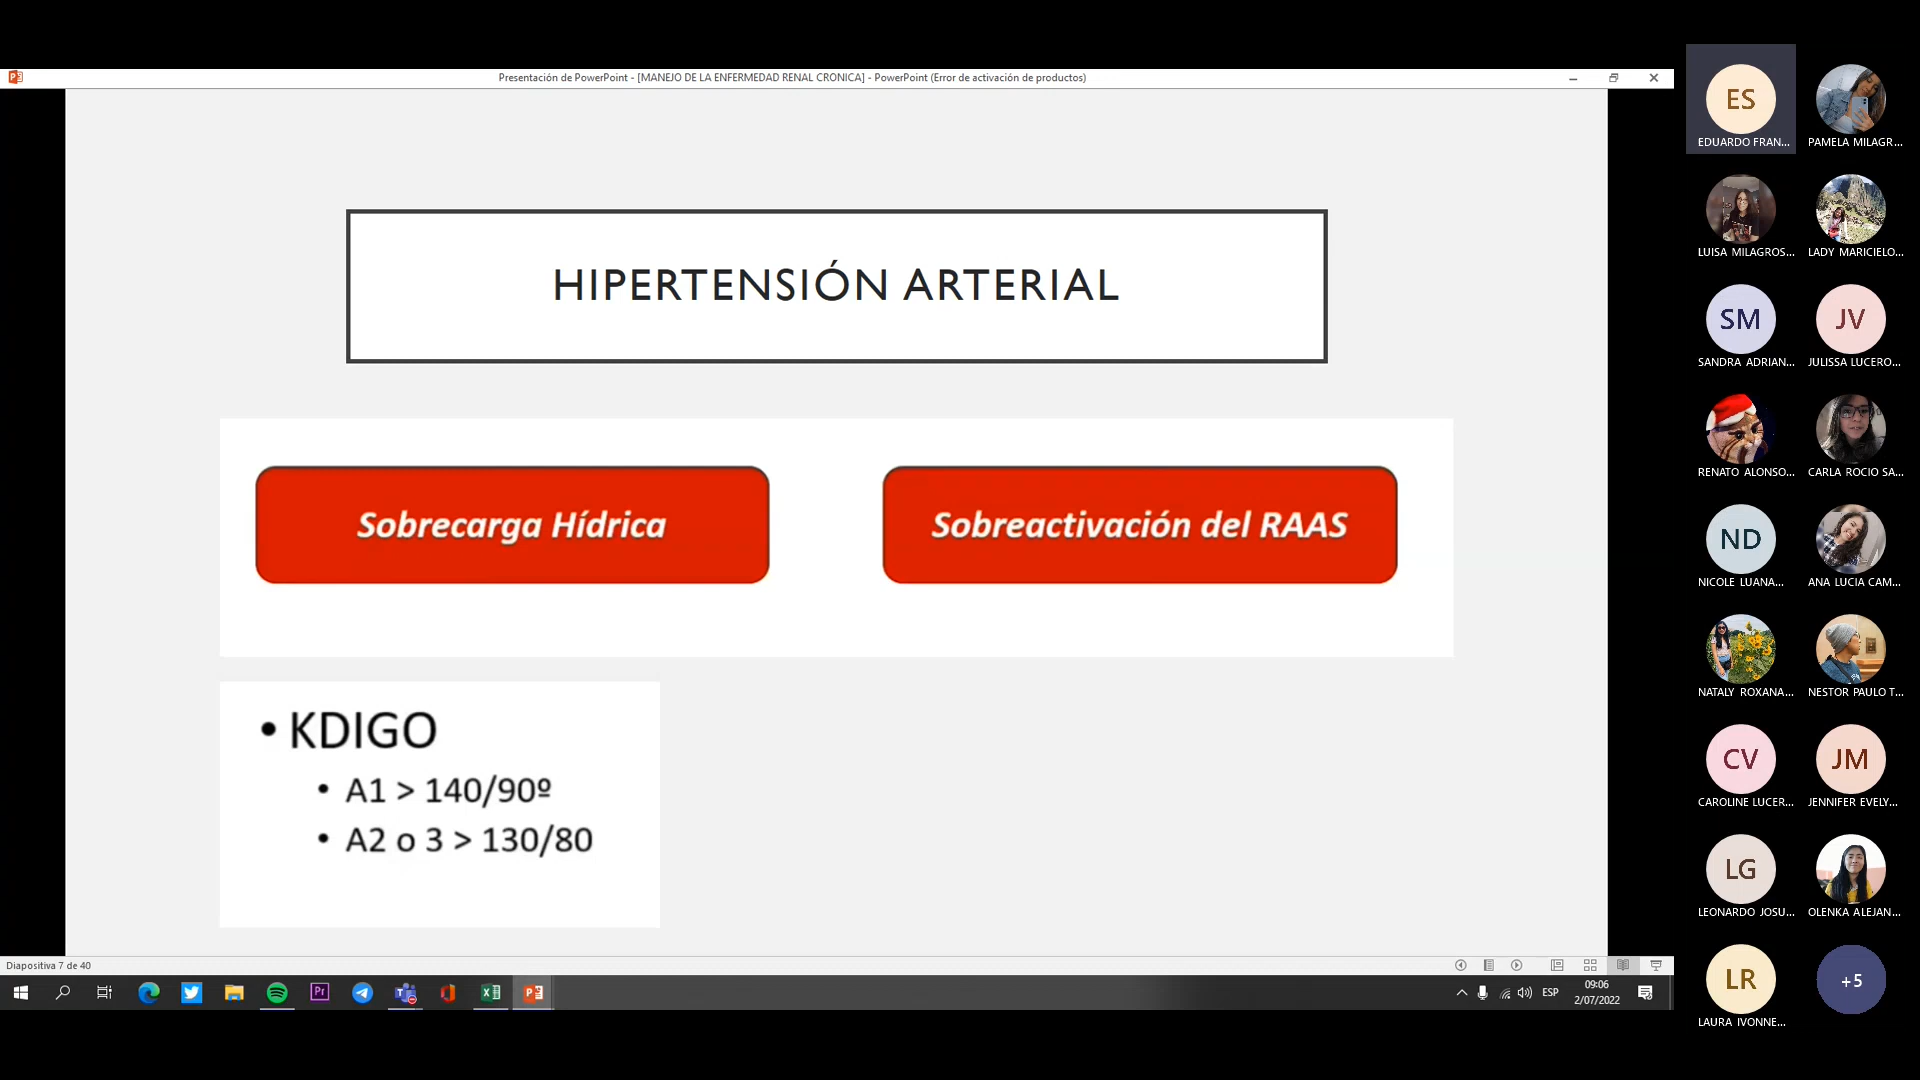 Presentación de PowerPoint - [MANEJO DE LA ENFERMEDAD RENAL CRONICA] - PowerPoint (Error de activación de productos)
HIPERTENSIÓN ARTERIAL
Sobrecarga Hídrica
Sobreactivación del RAAS
• KDIGO
• A1 > 140/90º
• A2 o 3 > 130/80
Diapositiva 7 de 40
ESP
09:06
2/07/2022
ES
EDUARDO FRAN...
PAMELA MILAGR...
LUISA MILAGROS...
LADY MARICIELO...
SM
SANDRA ADRIAN...
JV
JULISSA LUCERO...
RENATO ALONSO...
CARLA ROCIO SA...
ND
NICOLE LUANA...
ANA LUCIA CAM...
NATALY ROXANA...
NESTOR PAULO T...
CV
CAROLINE LUCER...
JM
JENNIFER EVELY...
LG
LEONARDO JOSU...
OLENKA ALEJAN...
LR
LAURA IVONNE...
+5